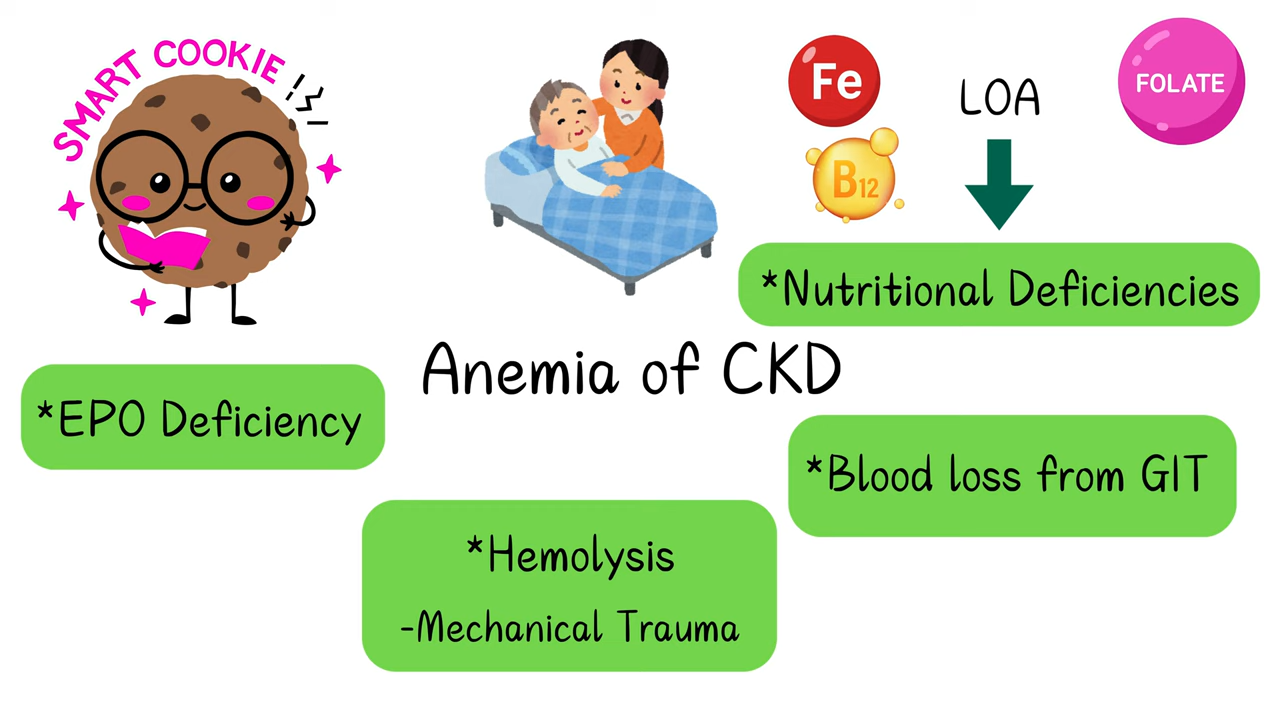 SMART COOKIE
Fe
LOA
FOLATE
B12
*Nutritional Deficiencies
Anemia of CKD
*EPO Deficiency
*Blood loss from GIT
*Hemolysis
-Mechanical Trauma